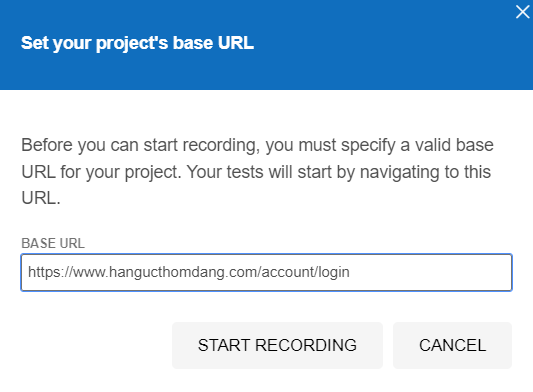 Set your project's base URL
Before you can start recording, you must specify a valid base
URL for your project. Your tests will start by navigating to this
URL.
BASE URL
https://www.hangucthomdang.com/account/login
START RECORDING CANCEL